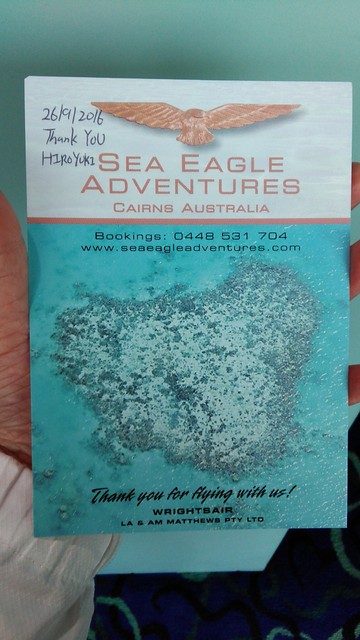 26/9/2016
Thank YOU
HIROYUKI
SEA EAGLE
ADVENTURES
CAIRNS AUSTRALIA
Bookings: 0448 531 704
www.seaeagleadventures.com
Thank you for flying with us!
WRIGHTSAIR
LA & AM MATTHEWS PTY LTD